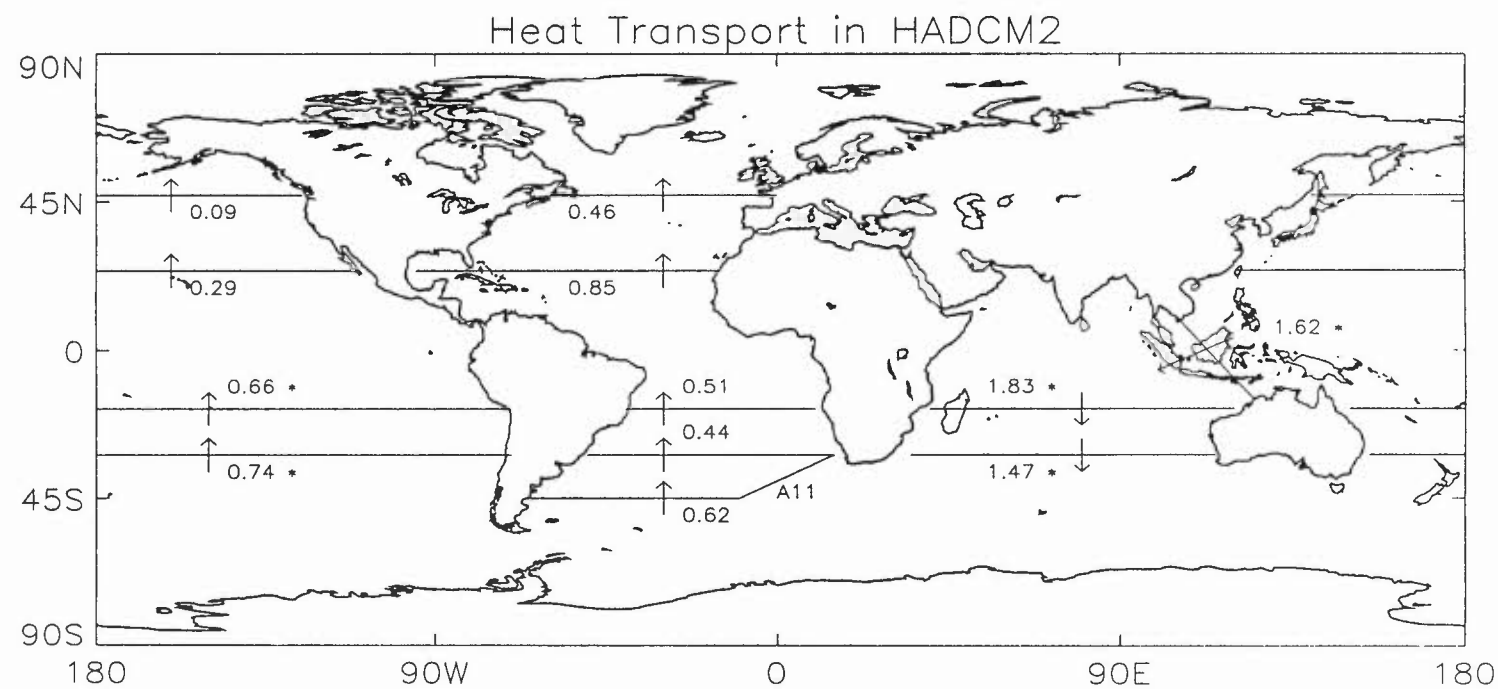 Heat Transport in HADCM2
90N
45N
0.09
0.46
0.29
0.85
1.62 *
0
0.66 *
0.51
1.83 *
0.44
0.74 *
1.47 *
A11
45S
0.62
90S
180
90W
0
90E
180